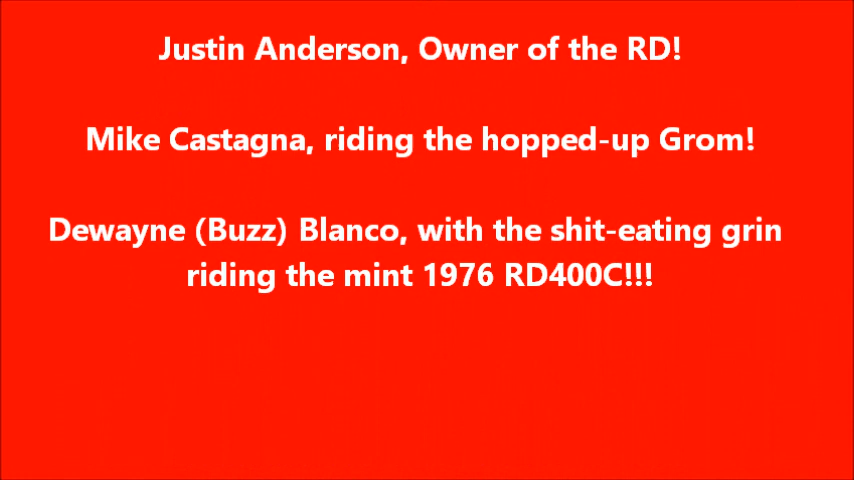 Justin Anderson, Owner of the RD!
Mike Castagna, riding the hopped-up Grom!
Dewayne (Buzz) Blanco, with the shit-eating grin
riding the mint 1976 RD400C!!!